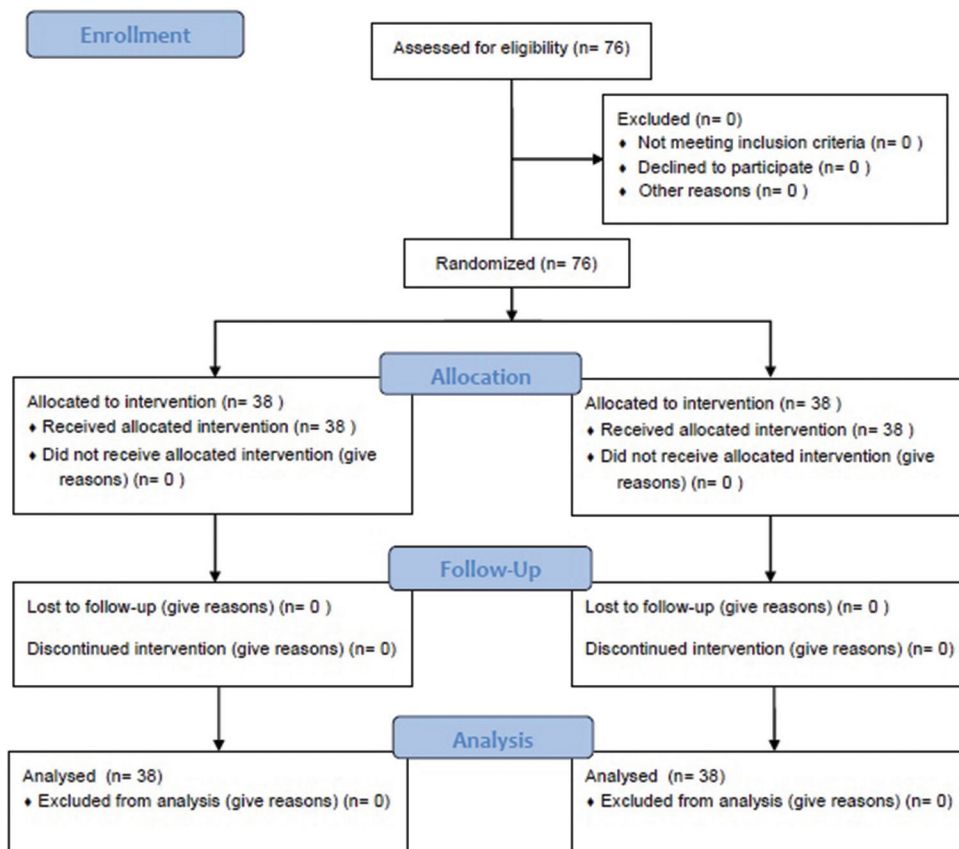 Enrollment
Assessed for eligibility (n= 76)
Excluded (n= 0)
♦ Not meeting inclusion criteria (n= 0 )
♦ Declined to participate (n= 0 )
♦ Other reasons (n= 0 )
Randomized (n= 76)
Allocation
Allocated to intervention (n= 38 )
♦ Received allocated intervention (n= 38 )
♦ Did not receive allocated intervention (give
reasons) (n= 0 )
Allocated to intervention (n= 38 )
♦ Received allocated intervention (n= 38 )
♦ Did not receive allocated intervention (give
reasons) (n= 0 )
Follow-Up
Lost to follow-up (give reasons) (n= 0 )
Discontinued intervention (give reasons) (n= 0)
Lost to follow-up (give reasons) (n= 0 )
Discontinued intervention (give reasons) (n= 0)
Analysis
Analysed (n= 38)
♦ Excluded from analysis (give reasons) (n= 0)
Analysed (n= 38)
♦ Excluded from analysis (give reasons) (n= 0)